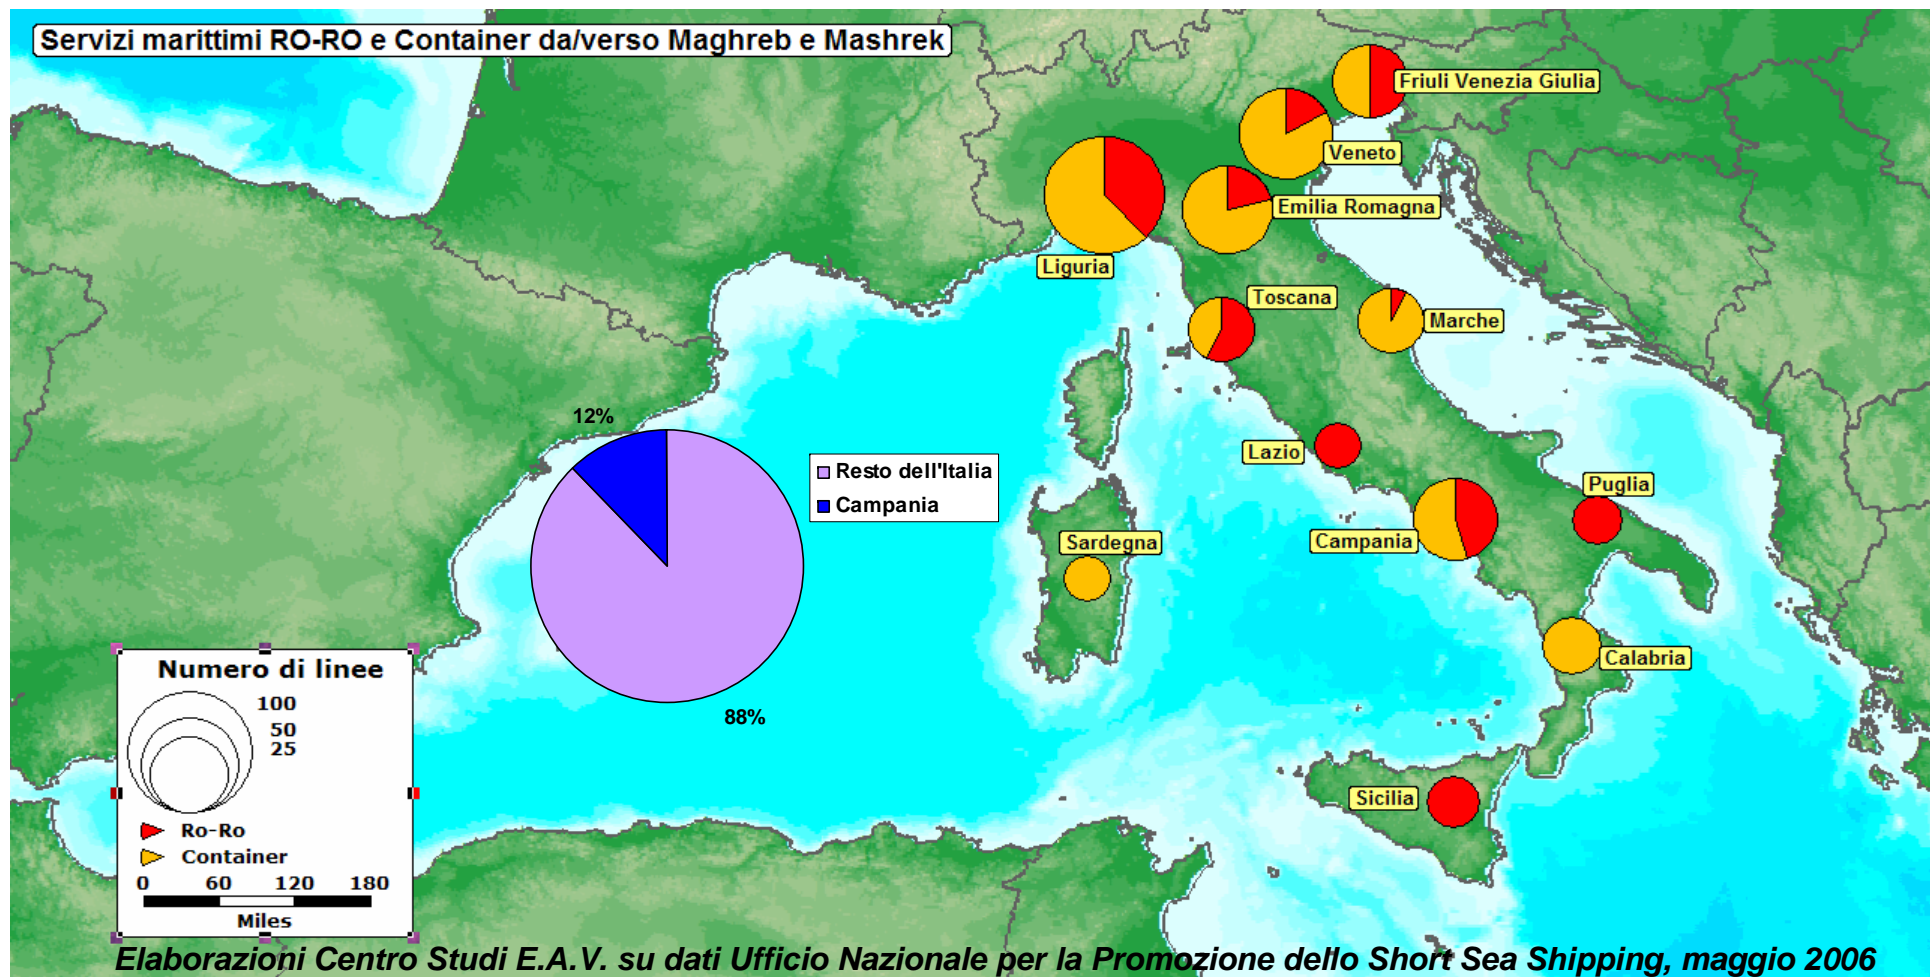 Servizi marittimi RO-RO e Container da/verso Maghreb e Mashrek
Friuli Venezia Giulia
Veneto
Emilia Romagna
Liguria
Toscana
Marche
12%
Lazio
Resto dell'Italia
Campania
Puglia
Campania
Sardegna
Calabria
88%
Numero di linee
100
50
25
Sicilia
Ro-Ro
Container
0 60 120 180
Miles
Elaborazioni Centro Studi E.A.V. su dati Ufficio Nazionale per la Promozione dello Short Sea Shipping, maggio 2006